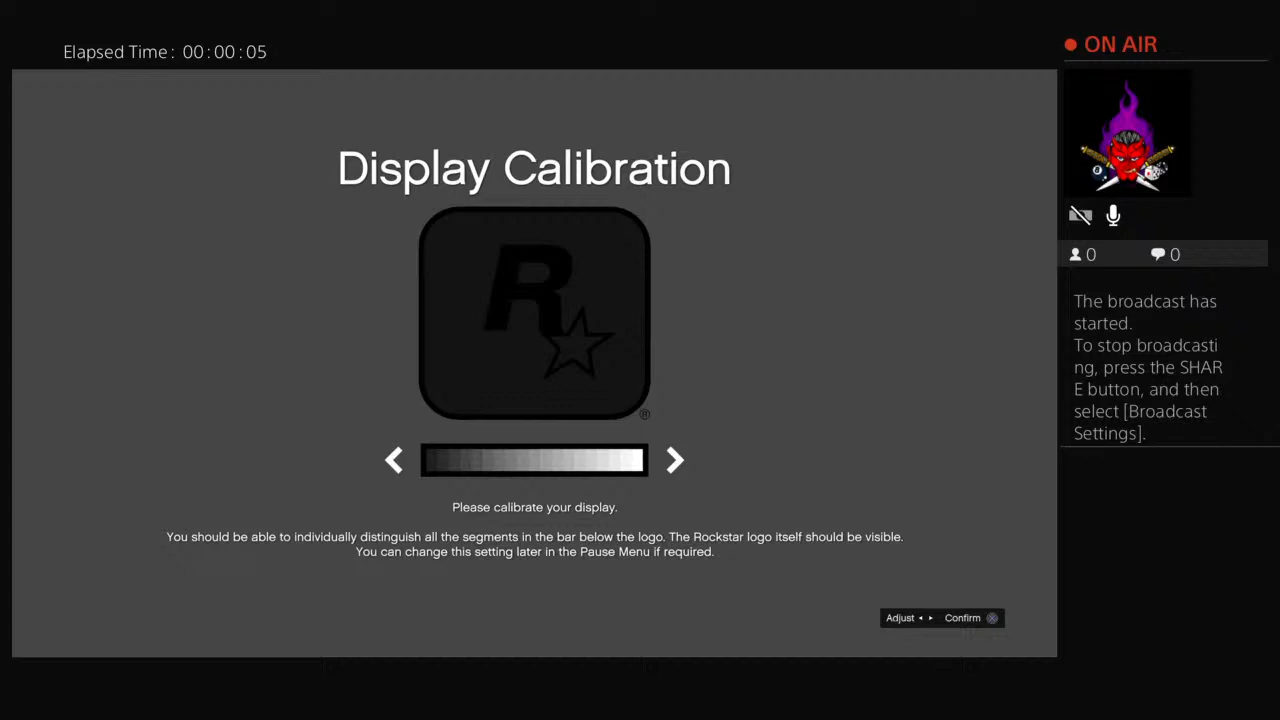 Elapsed Time: 00:00:05
ON AIR
Display Calibration
R
®
0 0
The broadcast has
started.
To stop broadcasti
ng, press the SHAR
E button, and then
select [Broadcast
Settings].
Please calibrate your display.
You should be able to individually distinguish all the segments in the bar below the logo. The Rockstar logo itself should be visible.
You can change this setting later in the Pause Menu if required.
Adjust Confirm